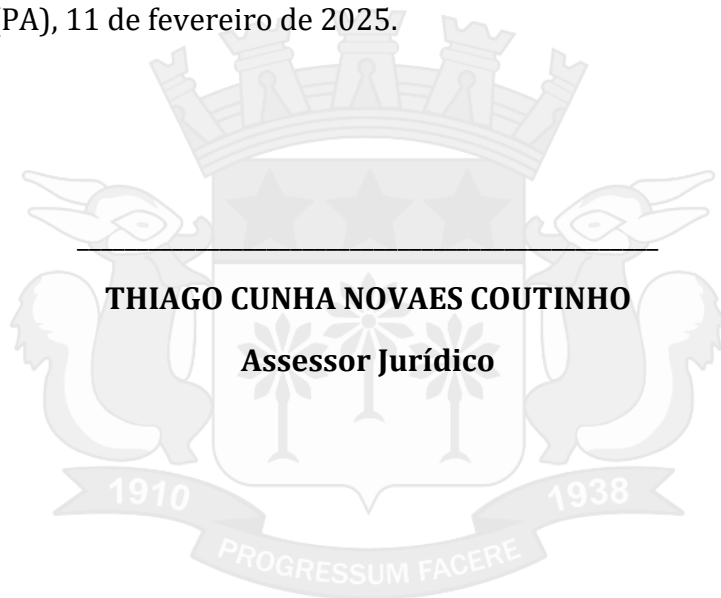 (PA), 11 de fevereiro de 2025.
THIAGO CUNHA NOVAES COUTINHO
Assessor Jurídico
1910
1938
PROGRESSUM FACERE